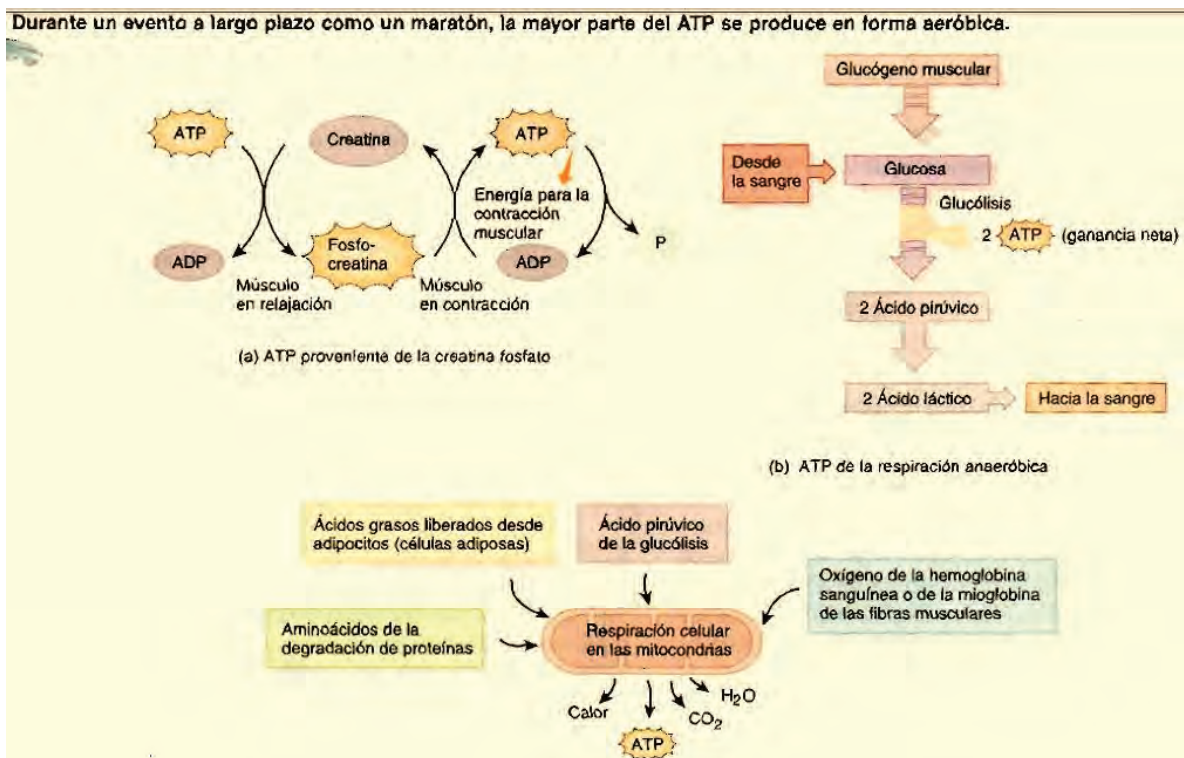 Durante un evento a largo plazo como un maratón, la mayor parte del ATP se produce en forma aeróbica.
ATP
Creatina
ATP
Energía para la
contracción
muscular
ADP
Fosfo-
creatina
ADP
P
Músculo
en relajación
Músculo
en contracción
(a) ATP proveniente de la creatina fosfato
Glucógeno muscular
Desde
la sangre
Glucosa
Glucólisis
2 ATP (ganancia neta)
2 Ácido pirúvico
2 Ácido láctico
Hacia la sangre
(b) ATP de la respiración anaeróbica
Ácidos grasos liberados desde
adipocitos (células adiposas)
Ácido pirúvico
de la glucólisis
Oxígeno de la hemoglobina
sanguínea o de la mioglobina
de las fibras musculares
Aminoácidos de la
degradación de proteínas
Respiración celular
en las mitocondrias
Calor
ATP
CO₂
H₂O